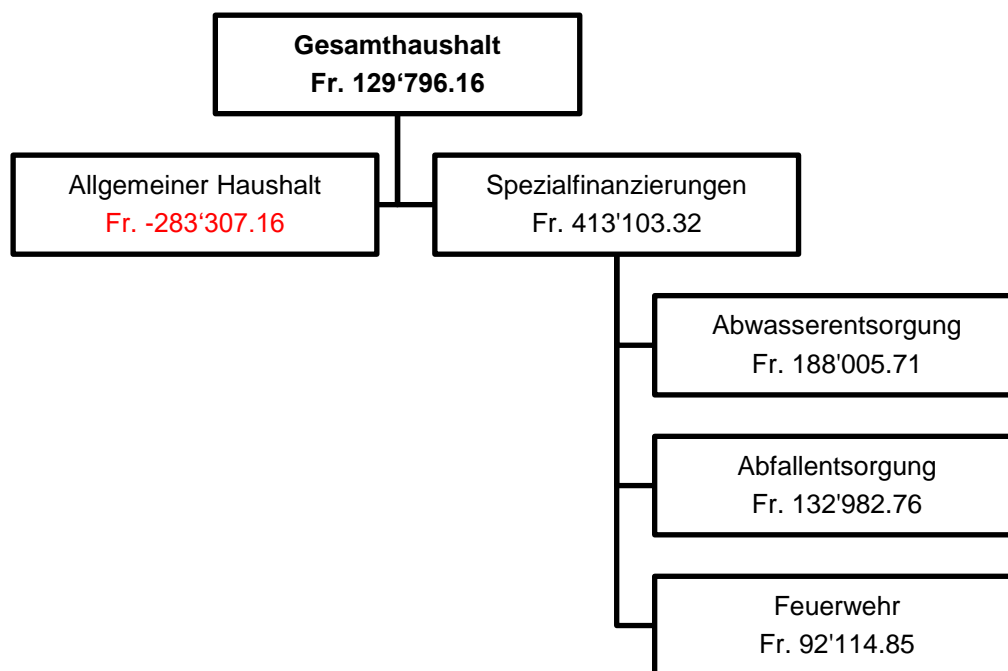 Gesamthaushalt
Fr. 129‘796.16
Allgemeiner Haushalt
Fr. -283‘307.16
Spezialfinanzierungen
Fr. 413'103.32
Abwasserentsorgung
Fr. 188'005.71
Abfallentsorgung
Fr. 132'982.76
Feuerwehr
Fr. 92'114.85